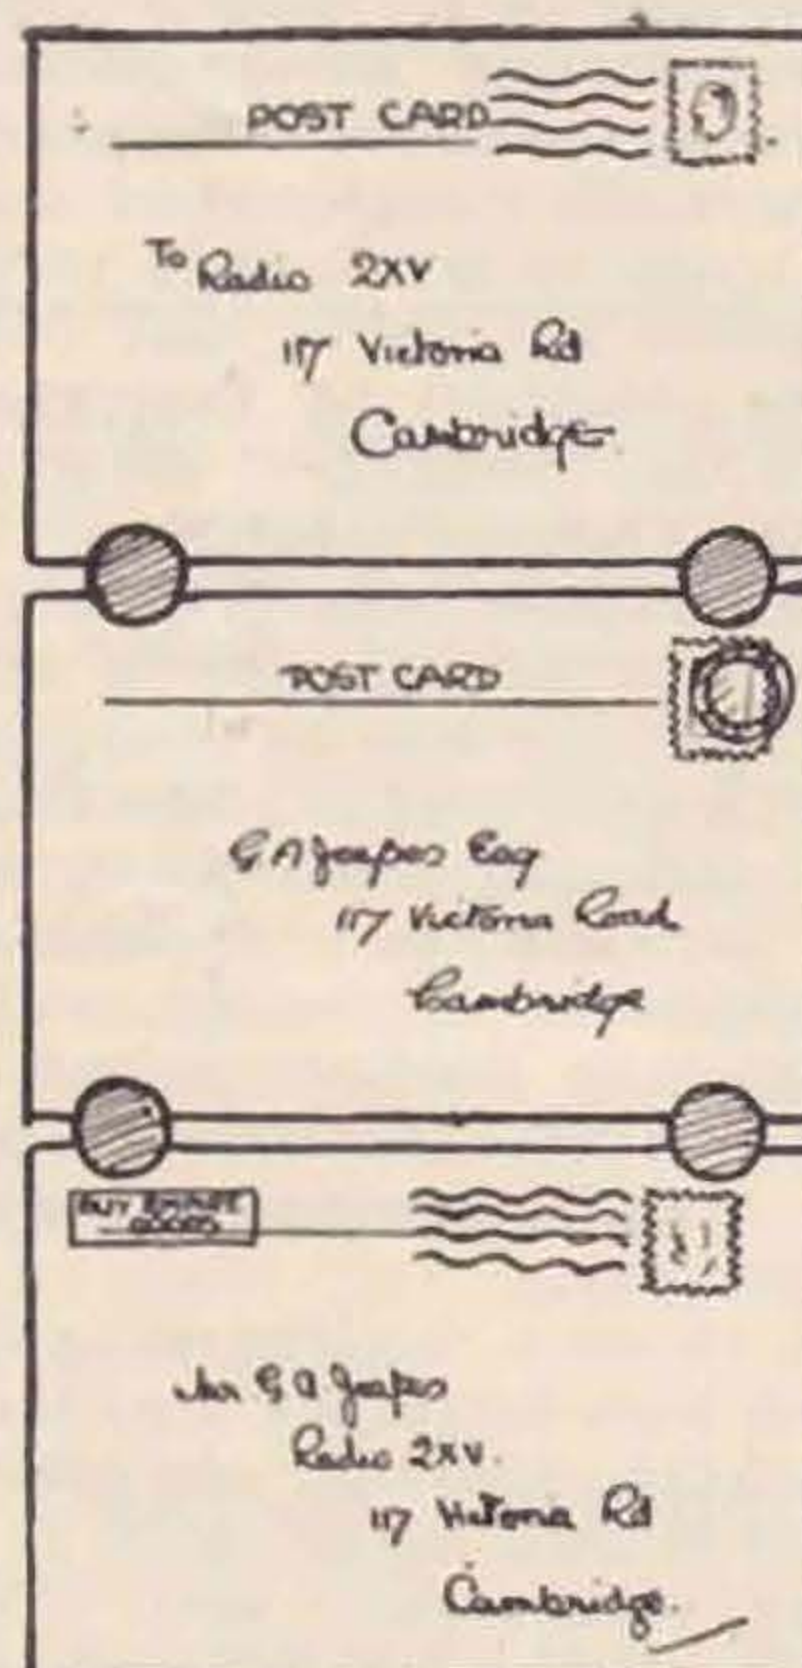 POST CARD
To Radio 2XV
117 Victoria Rd
Cambridge
POST CARD
G A Jeapes Esq
117 Victoria Road
Cambridge
BUY EMPIRE
GOODS
Mr G A Jeapes
Radio 2XV.
117 Victoria Rd
Cambridge.